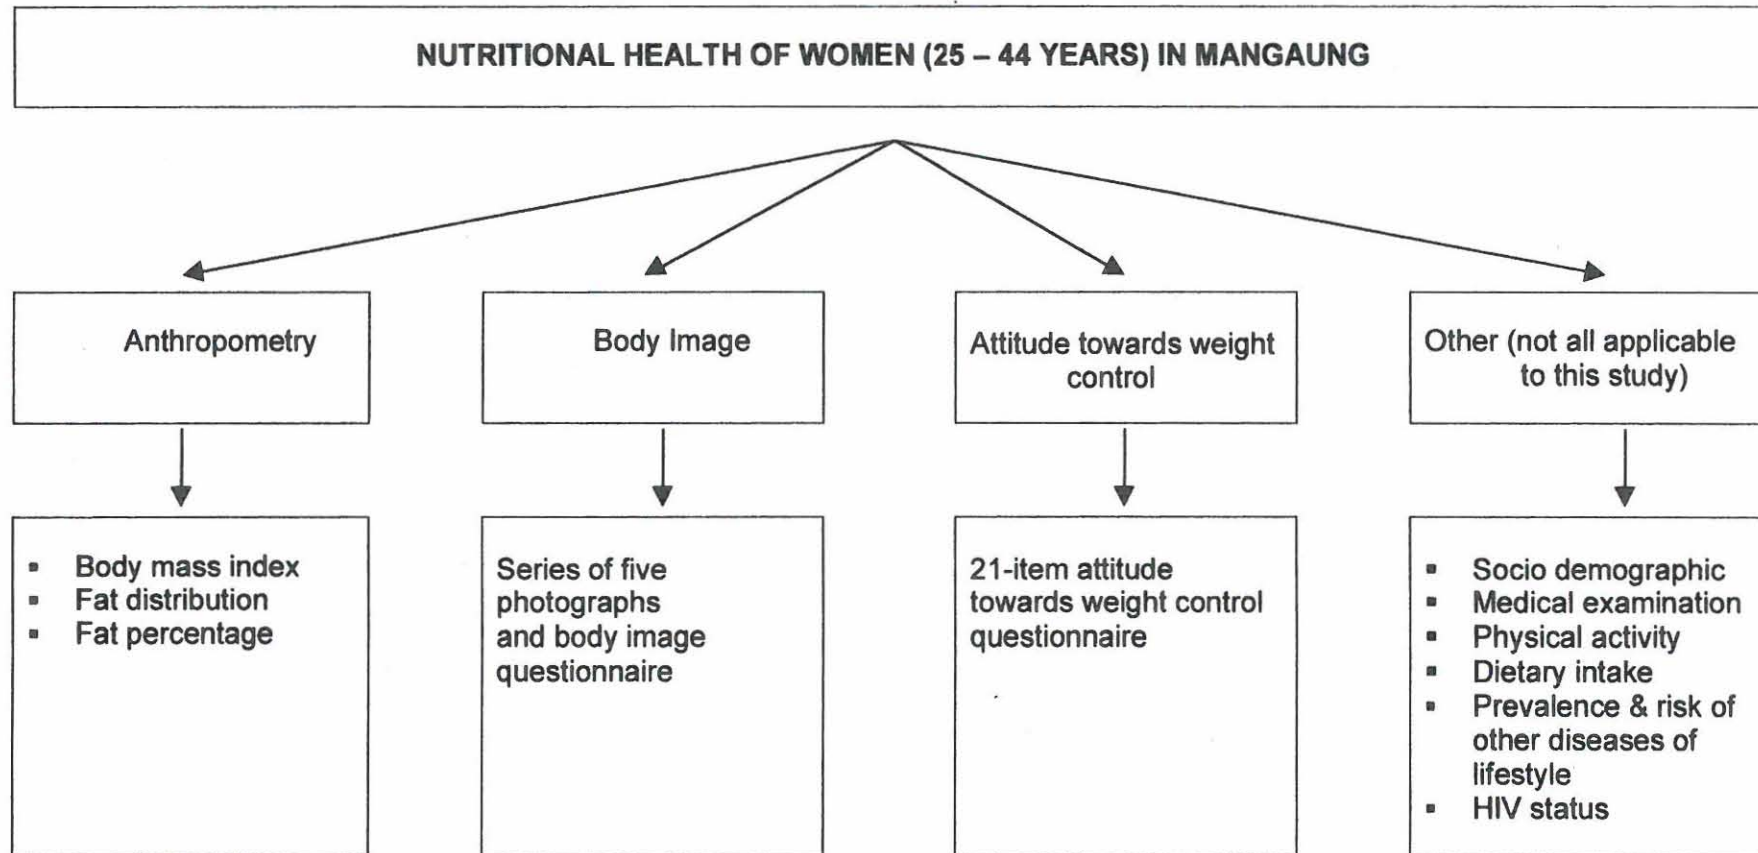 NUTRITIONAL HEALTH OF WOMEN (25 – 44 YEARS) IN MANGAUNG
Anthropometry
Body Image
Attitude towards weight
control
Other (not all applicable
to this study)
▪ Body mass index
▪ Fat distribution
▪ Fat percentage
Series of five
photographs
and body image
questionnaire
21-item attitude
towards weight control
questionnaire
▪ Socio demographic
▪ Medical examination
▪ Physical activity
▪ Dietary intake
▪ Prevalence & risk of
other diseases of
lifestyle
▪ HIV status